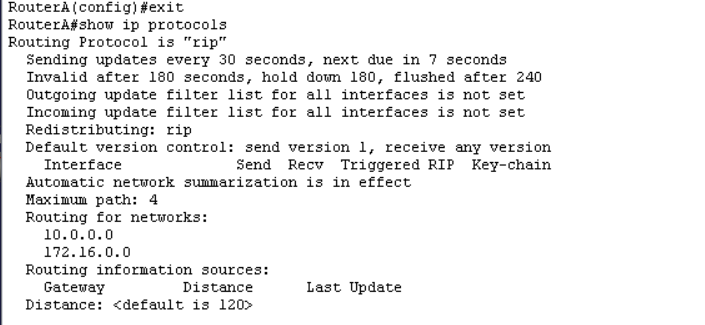 RouterA(config)#exit
RouterA#show ip protocols
Routing Protocol is "rip"
Sending updates every 30 seconds, next due in 7 seconds
Invalid after 180 seconds, hold down 180, flushed after 240
Outgoing update filter list for all interfaces is not set
Incoming update filter list for all interfaces is not set
Redistributing: rip
Default version control: send version 1, receive any version
Interface Send Recv Triggered RIP Key-chain
Automatic network summarization is in effect
Maximum path: 4
Routing for networks:
10.0.0.0
172.16.0.0
Routing information sources:
Gateway Distance Last Update
Distance: <default is 120>